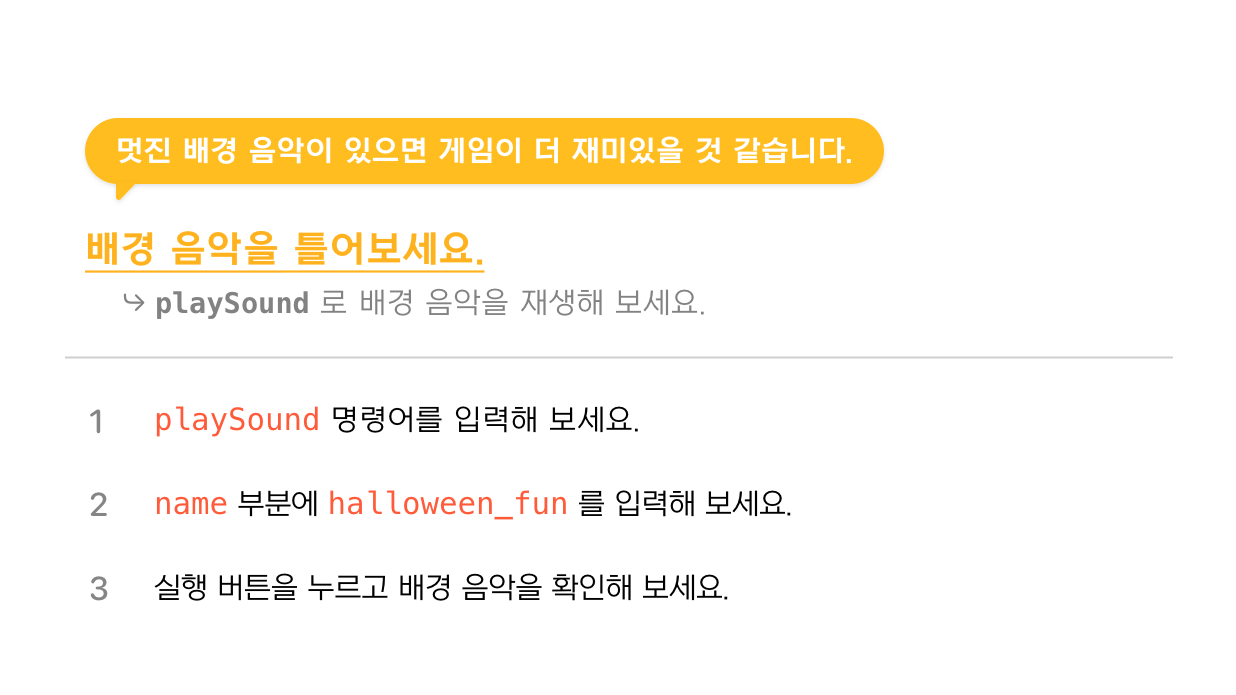 멋진 배경 음악이 있으면 게임이 더 재미있을 것 같습니다.
배경 음악을 틀어보세요.
↪ playSound 로 배경 음악을 재생해 보세요.
1 playSound 명령어를 입력해 보세요.
2 name 부분에 halloween_fun 를 입력해 보세요.
3 실행 버튼을 누르고 배경 음악을 확인해 보세요.